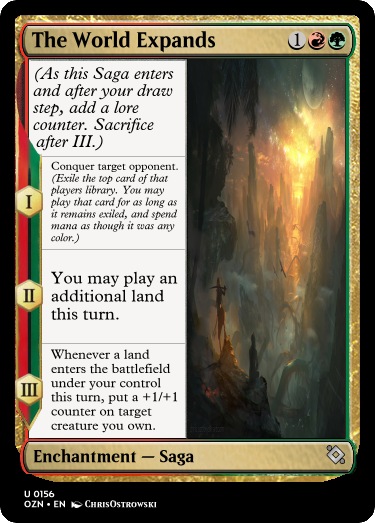 The World Expands
1
(As this Saga enters
and after your draw
step, add a lore
counter. Sacrifice
after III.)
I
Conquer target opponent.
(Exile the top card of that
players library. You may
play that card for as long as
it remains exiled, and spend
mana as though it was any
color.)
II
You may play an
additional land
this turn.
III
Whenever a land
enters the battlefield
under your control
this turn, put a +1/+1
counter on target
creature you own.
Enchantment — Saga
U 0156
OZN • EN ChrisOstrowski